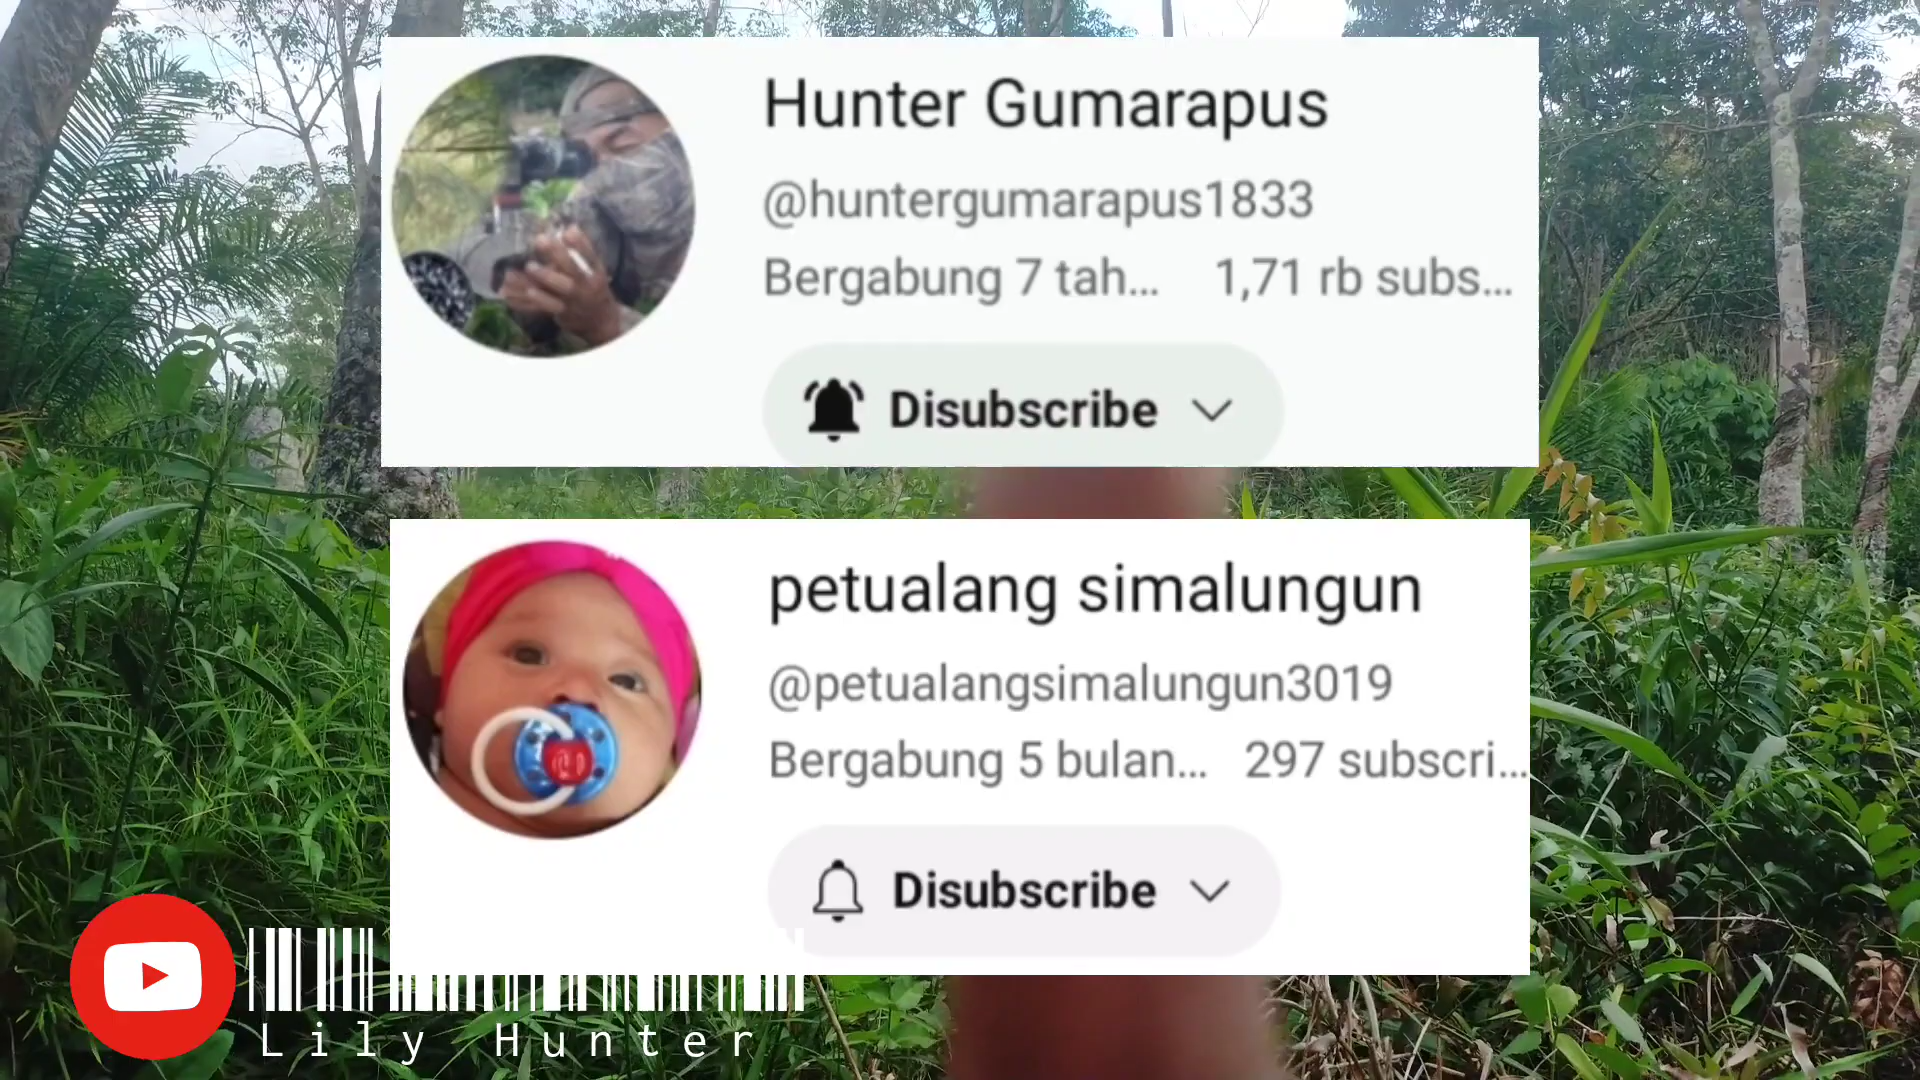 Hunter Gumarapus
@huntergumarapus1833
Bergabung 7 tah... 1,71 rb subs...
Disubscribe
petualang simalungun
@petualangsimalungun3019
Bergabung 5 bulan... 297 subscri...
Disubscribe
Lily Hunter